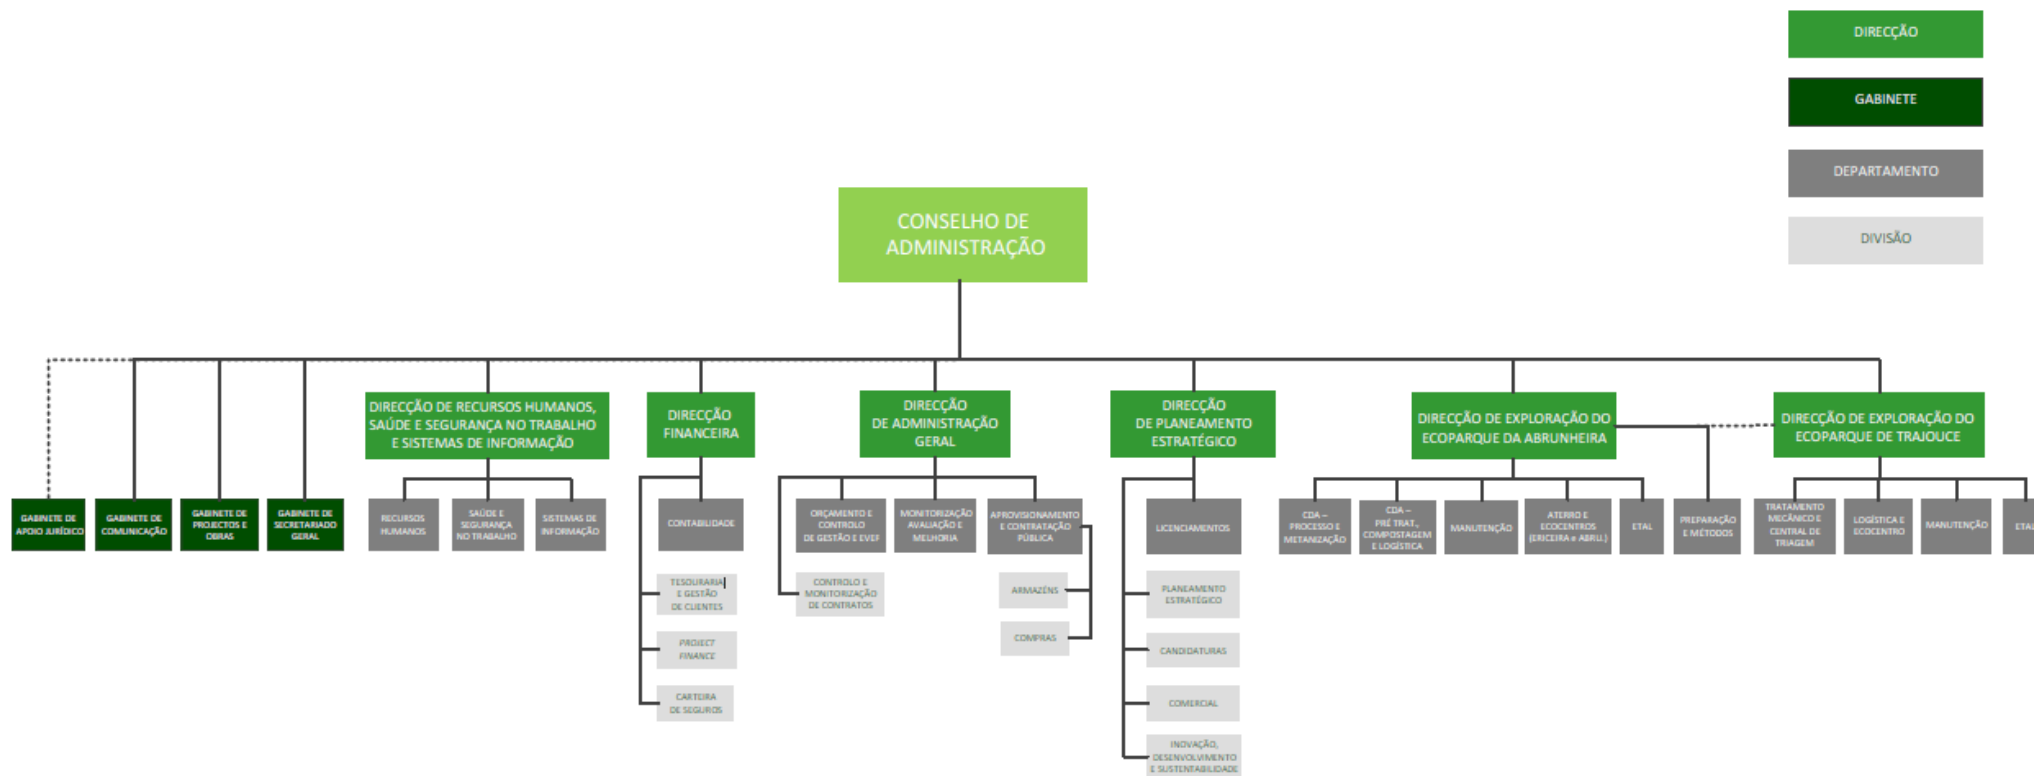 DIRECÇÃO
GABINETE
DEPARTAMENTO
DIVISÃO
CONSELHO DE
ADMINISTRAÇÃO
DIRECÇÃO DE RECURSOS HUMANOS,
SAÚDE E SEGURANÇA NO TRABALHO
E SISTEMAS DE INFORMAÇÃO
DIRECÇÃO
FINANCEIRA
DIRECÇÃO
DE ADMINISTRAÇÃO
GERAL
DIRECÇÃO
DE PLANEAMENTO
ESTRATÉGICO
DIRECÇÃO DE EXPLORAÇÃO DO
ECOPARQUE DA ABRUNHEIRA
DIRECÇÃO DE EXPLORAÇÃO DO
ECOPARQUE DE TRAJOUCE
GABINETE DE
APOIO JURÍDICO
GABINETE DE
COMUNICAÇÃO
GABINETE DE
PROJECTOS E
OBRAS
GABINETE DE
SECRETARIADO
GERAL
RECURSOS
HUMANOS
SAÚDE E
SEGURANÇA
NO TRABALHO
SISTEMAS DE
INFORMAÇÃO
CONTABILIDADE
ORÇAMENTO E
CONTROLO
DE GESTÃO E EVEF
MONITORIZAÇÃO
AVALIAÇÃO E
MELHORIA
APROVISIONAMENTO
E CONTRATAÇÃO
PÚBLICA
LICENCIAMENTOS
CDA –
PROCESSO E
METANIZAÇÃO
CDA –
PRÉ TRAT.,
COMPOSTAGEM
E LOGÍSTICA
MANUTENÇÃO
ATERRO E
ECOCENTROS
(ERICEIRA e ABRU.)
ETAL
PREPARAÇÃO
E MÉTODOS
TRATAMENTO
MECÂNICO E
CENTRAL DE
TRIAGEM
LOGÍSTICA E
ECOCENTRO
MANUTENÇÃO
ETAL
TESOURARIA
E GESTÃO
DE CLIENTES
PROJECT
FINANCE
CARTEIRA
DE SEGUROS
CONTROLO E
MONITORIZAÇÃO
DE CONTRATOS
ARMAZÉNS
COMPRAS
PLANEAMENTO
ESTRATÉGICO
CANDIDATURAS
COMERCIAL
INOVAÇÃO,
DESENVOLVIMENTO
E SUSTENTABILIDADE